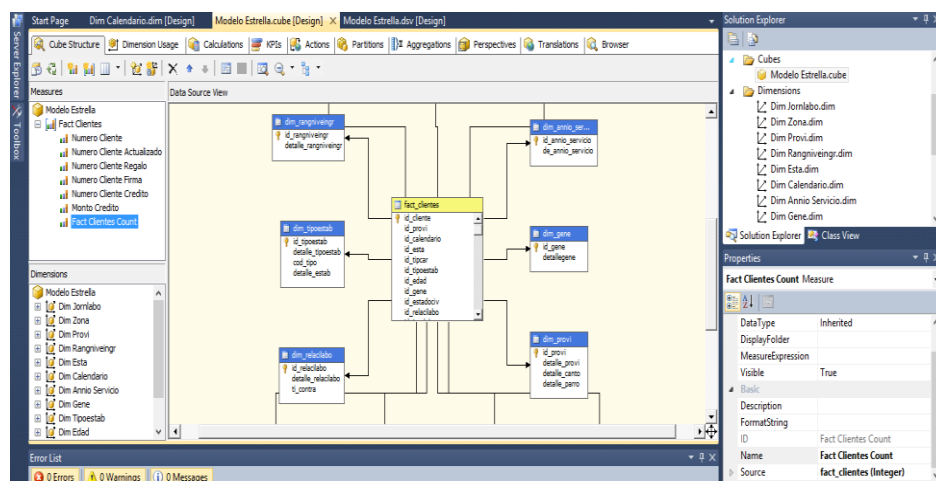 Start Page
Dim Calendario.dim [Design]
Modelo Estrella.cube [Design]
Modelo Estrella.dsv [Design]
Server Explorer
Toolbox
Cube Structure
Dimension Usage
Calculations
KPIs
Actions
Partitions
Aggregations
Perspectives
Translations
Browser
Measures
Modelo Estrella
Fact Clientes
Numero Cliente
Numero Cliente Actualizado
Numero Cliente Regalo
Numero Cliente Firma
Numero Cliente Credito
Monto Credito
Fact Clientes Count
Dimensions
Modelo Estrella
Dim Jornlabo
Dim Zona
Dim Provi
Dim Rangniveingr
Dim Esta
Dim Calendario
Dim Annio Servicio
Dim Gene
Dim Tipoestab
Dim Edad
Data Source View
dim_rangniveingr
id_rangniveingr
detalle_rangniveingr
dim_annio_ser...
id_annio_servicio
de_annio_servicio
fact_clientes
id_cliente
id_provi
id_calendario
id_esta
id_tipcar
id_tipoestab
id_edad
id_gene
id_estadociv
id_relacilabo
dim_tipoestab
id_tipoestab
detalle_tipoestab
cod_tipo
detalle_estab
dim_gene
id_gene
detallegene
dim_relacilabo
id_relacilabo
detalle_relacilabo
ti_contra
dim_provi
id_provi
detalle_provi
detalle_canto
detalle_parro
Error List
0 Errors
0 Warnings
0 Messages
Solution Explorer
Cubes
Modelo Estrella.cube
Dimensions
Dim Jornlabo.dim
Dim Zona.dim
Dim Provi.dim
Dim Rangniveingr.dim
Dim Esta.dim
Dim Calendario.dim
Dim Annio Servicio.dim
Dim Gene.dim
Solution Explorer
Class View
Properties
Fact Clientes Count Measure
DataType Inherited
DisplayFolder
MeasureExpression
Visible True
Basic
Description
FormatString
ID Fact Clientes Count
Name Fact Clientes Count
Source fact_clientes (Integer)